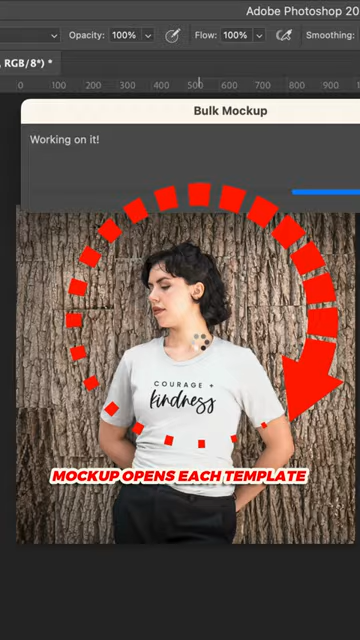 Adobe Photoshop 20
Opacity: 100%
Flow: 100%
Smoothing:
, RGB/8*) *
0 100 200 300 400 500 600 700 800 900
Bulk Mockup
Working on it!
COURAGE +
kindness
MOCKUP OPENS EACH TEMPLATE